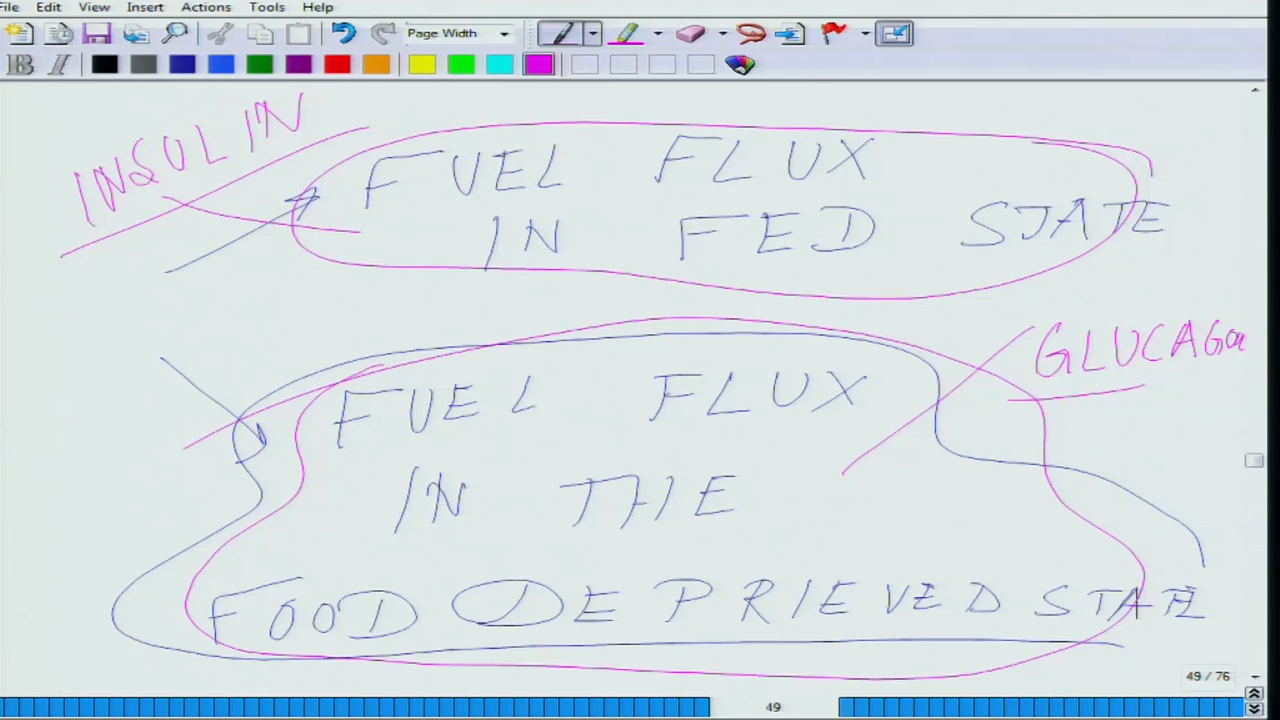 File Edit View Insert Actions Tools Help
Page Width
B I
INSULIN
FUEL FLUX
IN FED STATE
GLUCAGON
FUEL FLUX
IN THE
FOOD DEPRIEVED STATE
49 / 76
49